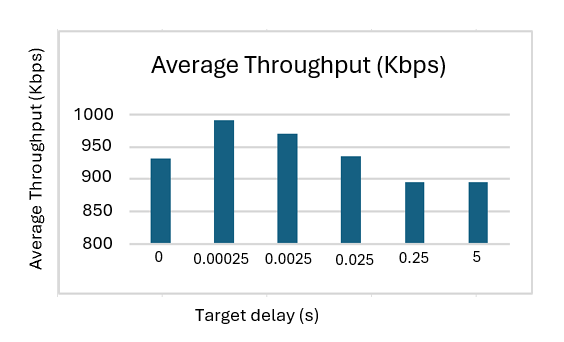 Average Throughput (Kbps)
Average Throughput (Kbps)
1000
950
900
850
800
0 0.00025 0.0025 0.025 0.25 5
Target delay (s)